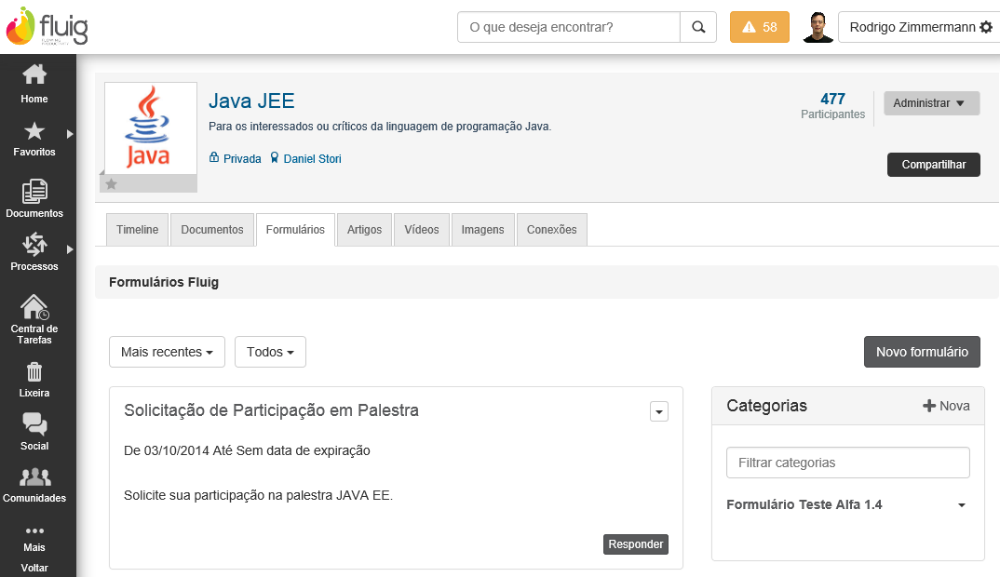 fluig
O que deseja encontrar?
58
Rodrigo Zimmermann
Home
Favoritos
Documentos
Processos
Central de
Tarefas
Lixeira
Social
Comunidades
Mais
Voltar
Java
Java JEE
Para os interessados ou críticos da linguagem de programação Java.
Privada Daniel Stori
477
Participantes
Administrar
Compartilhar
Timeline Documentos Formulários Artigos Vídeos Imagens Conexões
Formulários Fluig
Mais recentes Todos
Novo formulário
Solicitação de Participação em Palestra
De 03/10/2014 Até Sem data de expiração
Solicite sua participação na palestra JAVA EE.
Responder
Categorias
Nova
Filtrar categorias
Formulário Teste Alfa 1.4